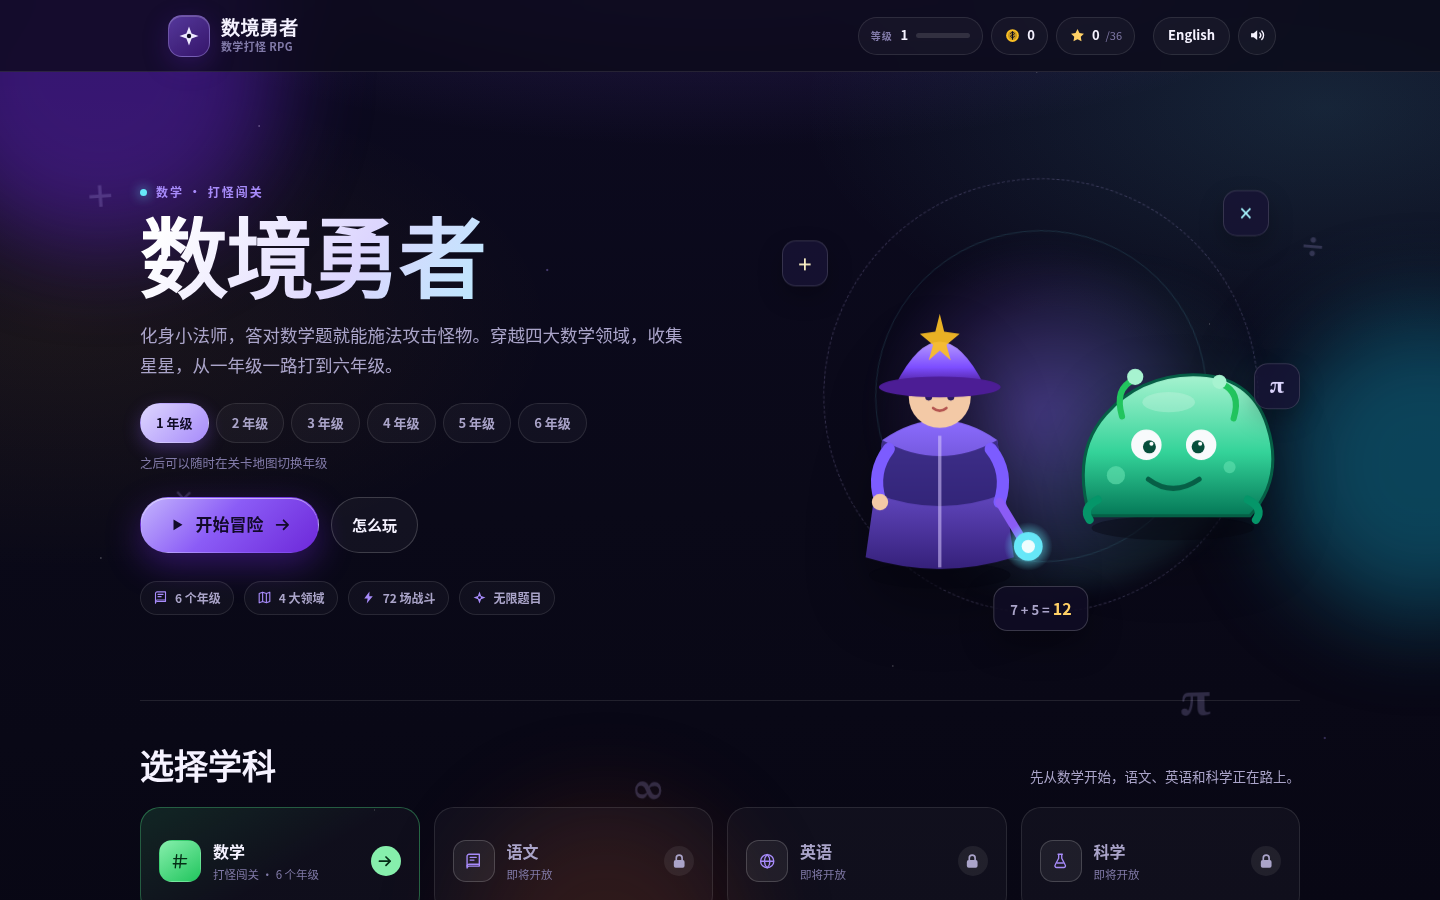 数境勇者
数学打怪 RPG
等级 1
0
0 /36
English
数学 · 打怪闯关
数境勇者
化身小法师，答对数学题就能施法攻击怪物。穿越四大数学领域，收集
星星，从一年级一路打到六年级。
1 年级
2 年级
3 年级
4 年级
5 年级
6 年级
之后可以随时在关卡地图切换年级
开始冒险
怎么玩
6 个年级
4 大领域
72 场战斗
无限题目
+
×
÷
+
π
7 + 5 = 12
π
∞
选择学科
先从数学开始，语文、英语和科学正在路上。
数学
打怪闯关 · 6 个年级
语文
即将开放
英语
即将开放
科学
即将开放